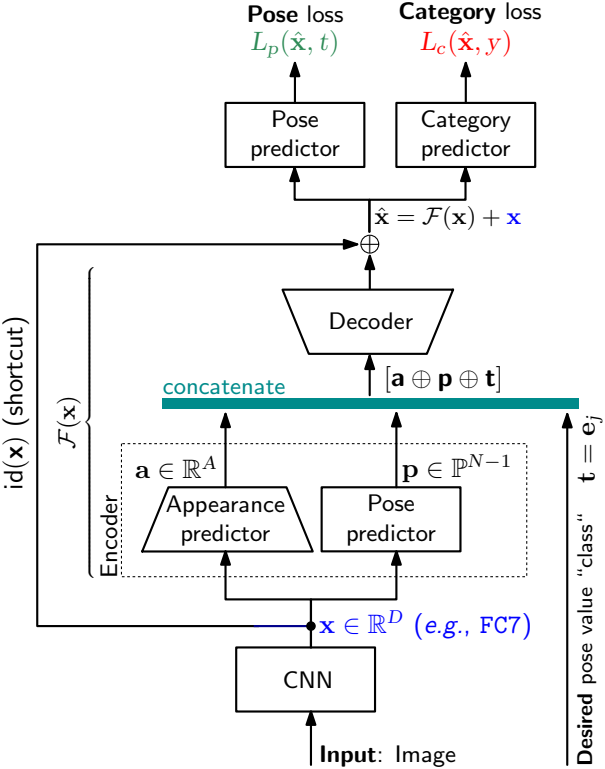 Pose loss
Category loss
L_p(x̂, t)
L_c(x̂, y)
Pose
predictor
Category
predictor
x̂ = 𝓕(x) + x
⊕
Decoder
[a ⊕ p ⊕ t]
concatenate
id(x) (shortcut)
𝓕(x)
Encoder
a ∈ ℝ^A
p ∈ ℙ^{N−1}
Appearance
predictor
Pose
predictor
x ∈ ℝ^D (e.g., FC7)
CNN
Input: Image
Desired pose value “class“ t = e_j